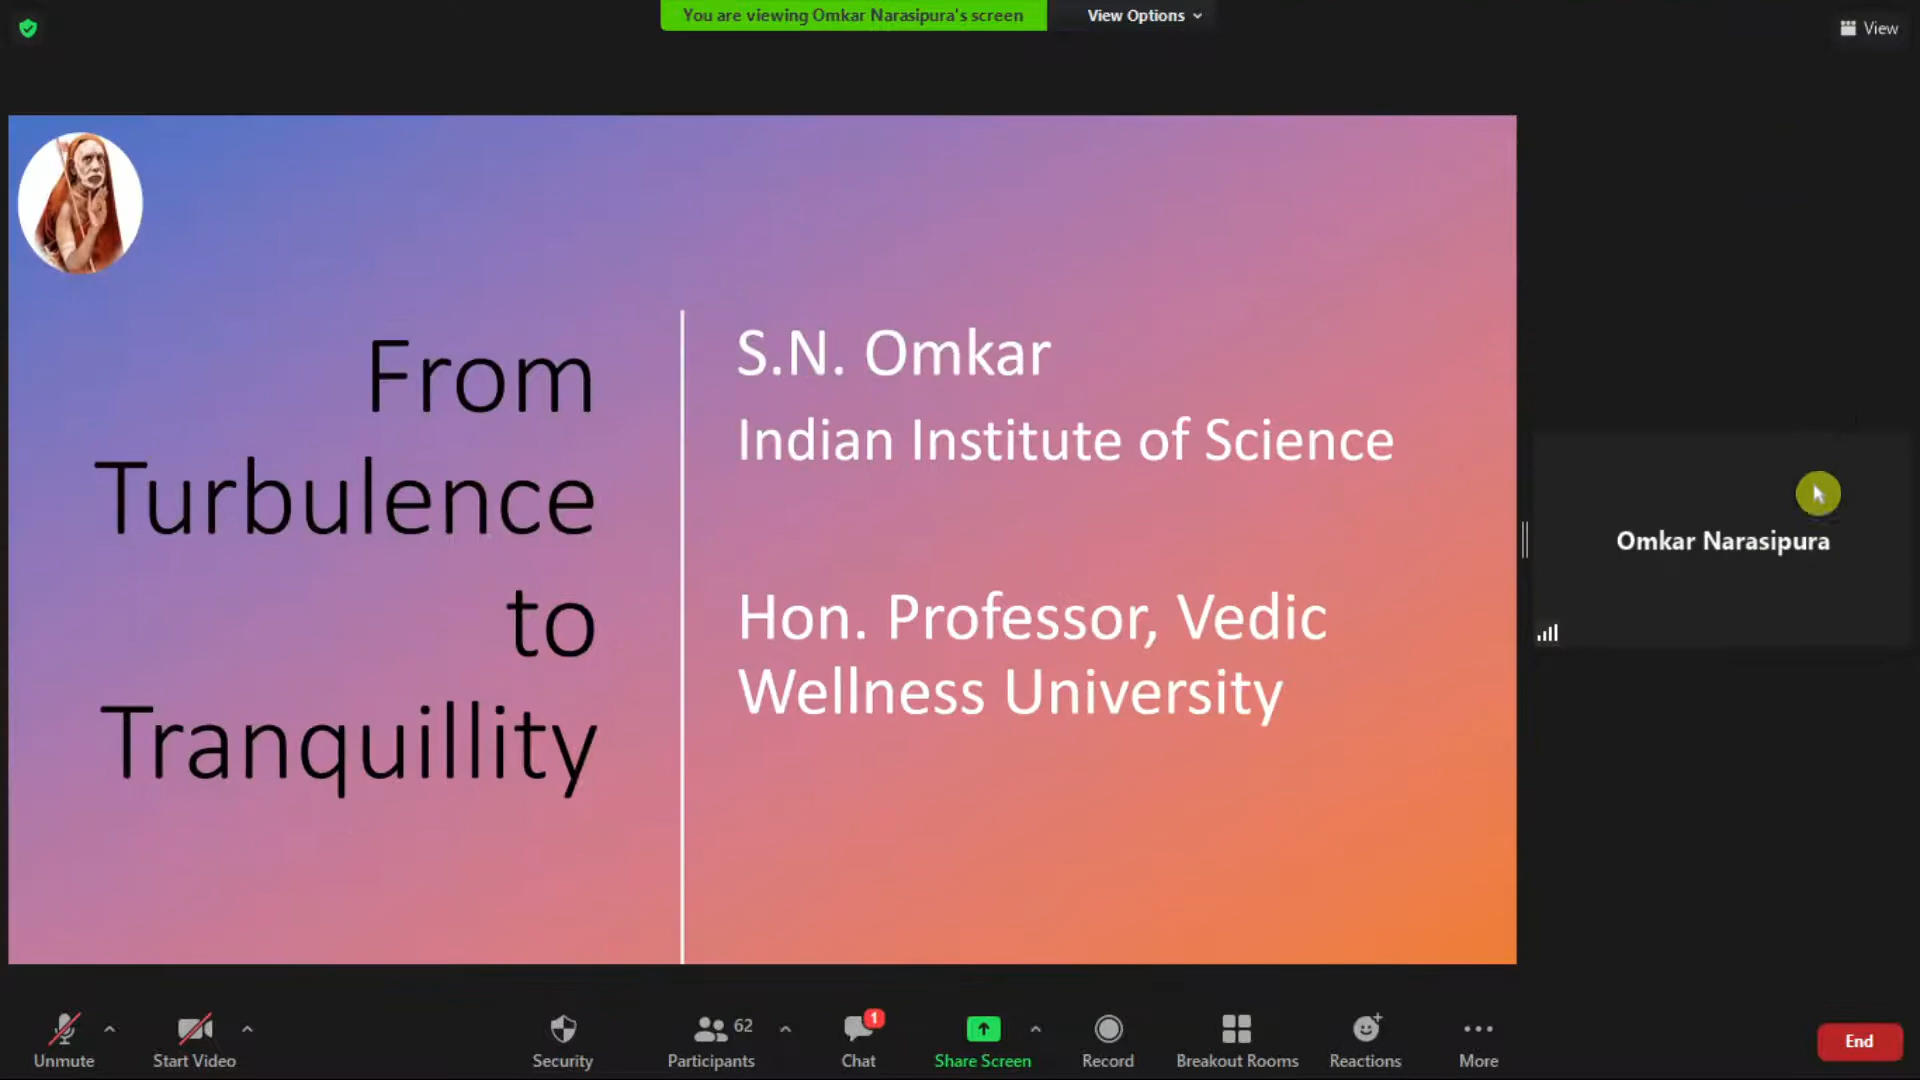 You are viewing Omkar Narasipura's screen
View Options
View
From
Turbulence
to
Tranquillity
S.N. Omkar
Indian Institute of Science
Hon. Professor, Vedic
Wellness University
Omkar Narasipura
Unmute
Start Video
Security
62
Participants
1
Chat
Share Screen
Record
Breakout Rooms
Reactions
More
End